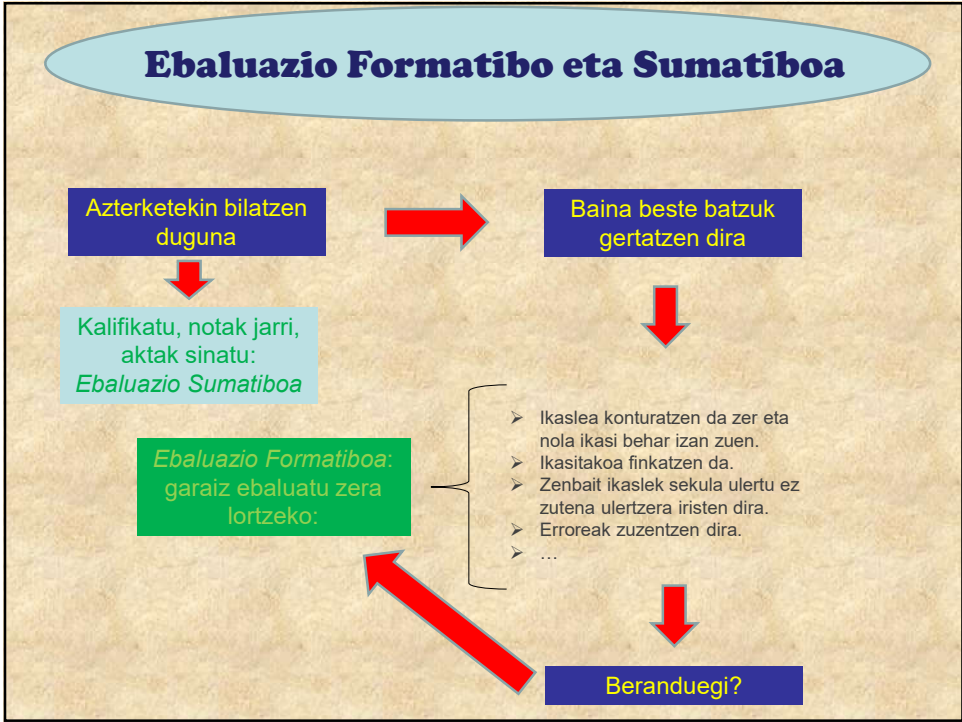 Ebaluazio Formatibo eta Sumatiboa
Azterketekin bilatzen
duguna
Baina beste batzuk
gertatzen dira
Kalifikatu, notak jarri,
aktak sinatu:
Ebaluazio Sumatiboa
Ebaluazio Formatiboa:
garaiz ebaluatu zera
lortzeko:
➢ Ikaslea konturatzen da zer eta
nola ikasi behar izan zuen.
➢ Ikasitakoa finkatzen da.
➢ Zenbait ikaslek sekula ulertu ez
zutena ulertzera iristen dira.
➢ Erroreak zuzentzen dira.
➢ …
Beranduegi?